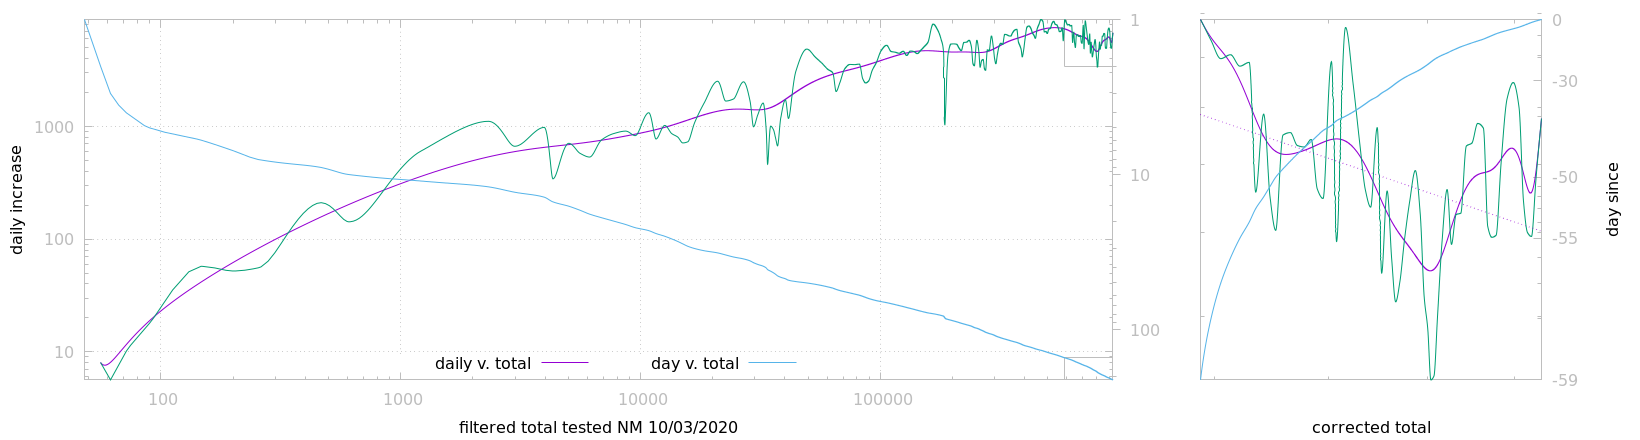 1
0
-30
1000
10
-50
daily increase
day since
100
-55
100
10
daily v. total
day v. total
-59
100
1000
10000
100000
filtered total tested NM 10/03/2020
corrected total